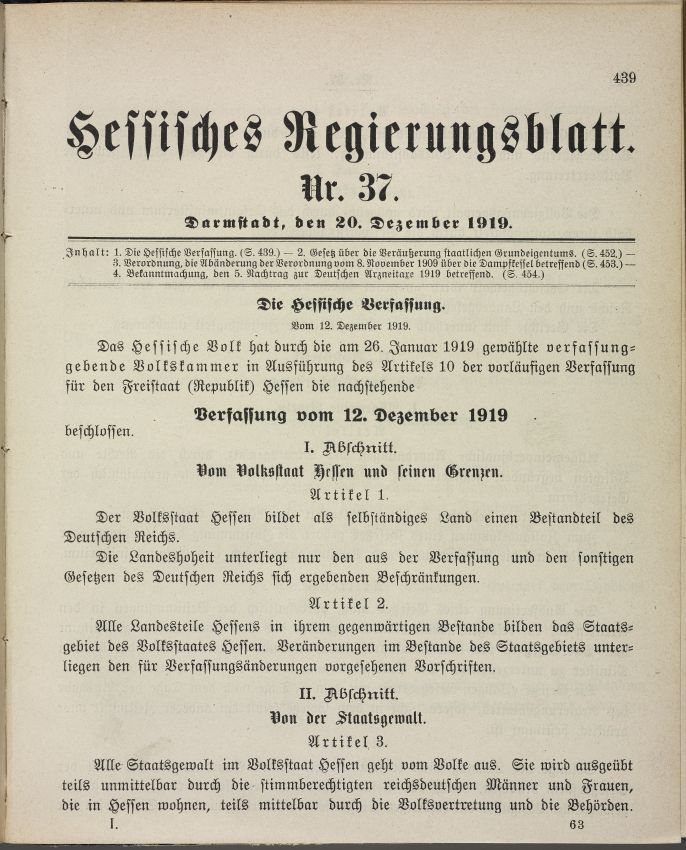 439
Hessisches Regierungsblatt.
Nr. 37.
Darmstadt, den 20. Dezember 1919.
Inhalt: 1. Die Hessische Verfassung. (S. 439.) — 2. Gesetz über die Veräußerung staatlichen Grundeigentums. (S. 452.) —
3. Verordnung, die Abänderung der Verordnung vom 8. November 1909 über die Dampfkessel betreffend (S. 453.) —
4. Bekanntmachung, den 5. Nachtrag zur Deutschen Arzneitaxe 1919 betreffend. (S. 454.)
Die Hessische Verfassung.
Vom 12. Dezember 1919.
Das Hessische Volk hat durch die am 26. Januar 1919 gewählte verfassung-
gebende Volkskammer in Ausführung des Artikels 10 der vorläufigen Verfassung
für den Freistaat (Republik) Hessen die nachstehende
Verfassung vom 12. Dezember 1919
beschlossen.
I. Abschnitt.
Vom Volksstaat Hessen und seinen Grenzen.
Artikel 1.
Der Volksstaat Hessen bildet als selbständiges Land einen Bestandteil des
Deutschen Reichs.
Die Landeshoheit unterliegt nur den aus der Verfassung und den sonstigen
Gesetzen des Deutschen Reichs sich ergebenden Beschränkungen.
Artikel 2.
Alle Landesteile Hessens in ihrem gegenwärtigen Bestande bilden das Staats-
gebiet des Volksstaates Hessen. Veränderungen im Bestande des Staatsgebiets unter-
liegen den für Verfassungsänderungen vorgesehenen Vorschriften.
II. Abschnitt.
Von der Staatsgewalt.
Artikel 3.
Alle Staatsgewalt im Volksstaat Hessen geht vom Volke aus. Sie wird ausgeübt
teils unmittelbar durch die stimmberechtigten reichsdeutschen Männer und Frauen,
die in Hessen wohnen, teils mittelbar durch die Volksvertretung und die Behörden.
I. 63